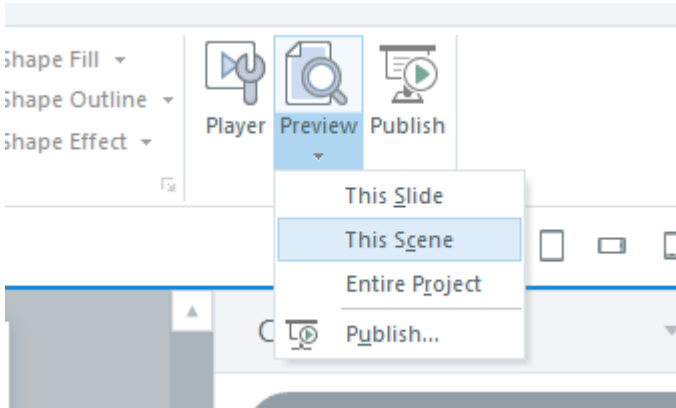 Shape Fill
Shape Outline
Shape Effect
Player Preview Publish
This Slide
This Scene
Entire Project
Publish...